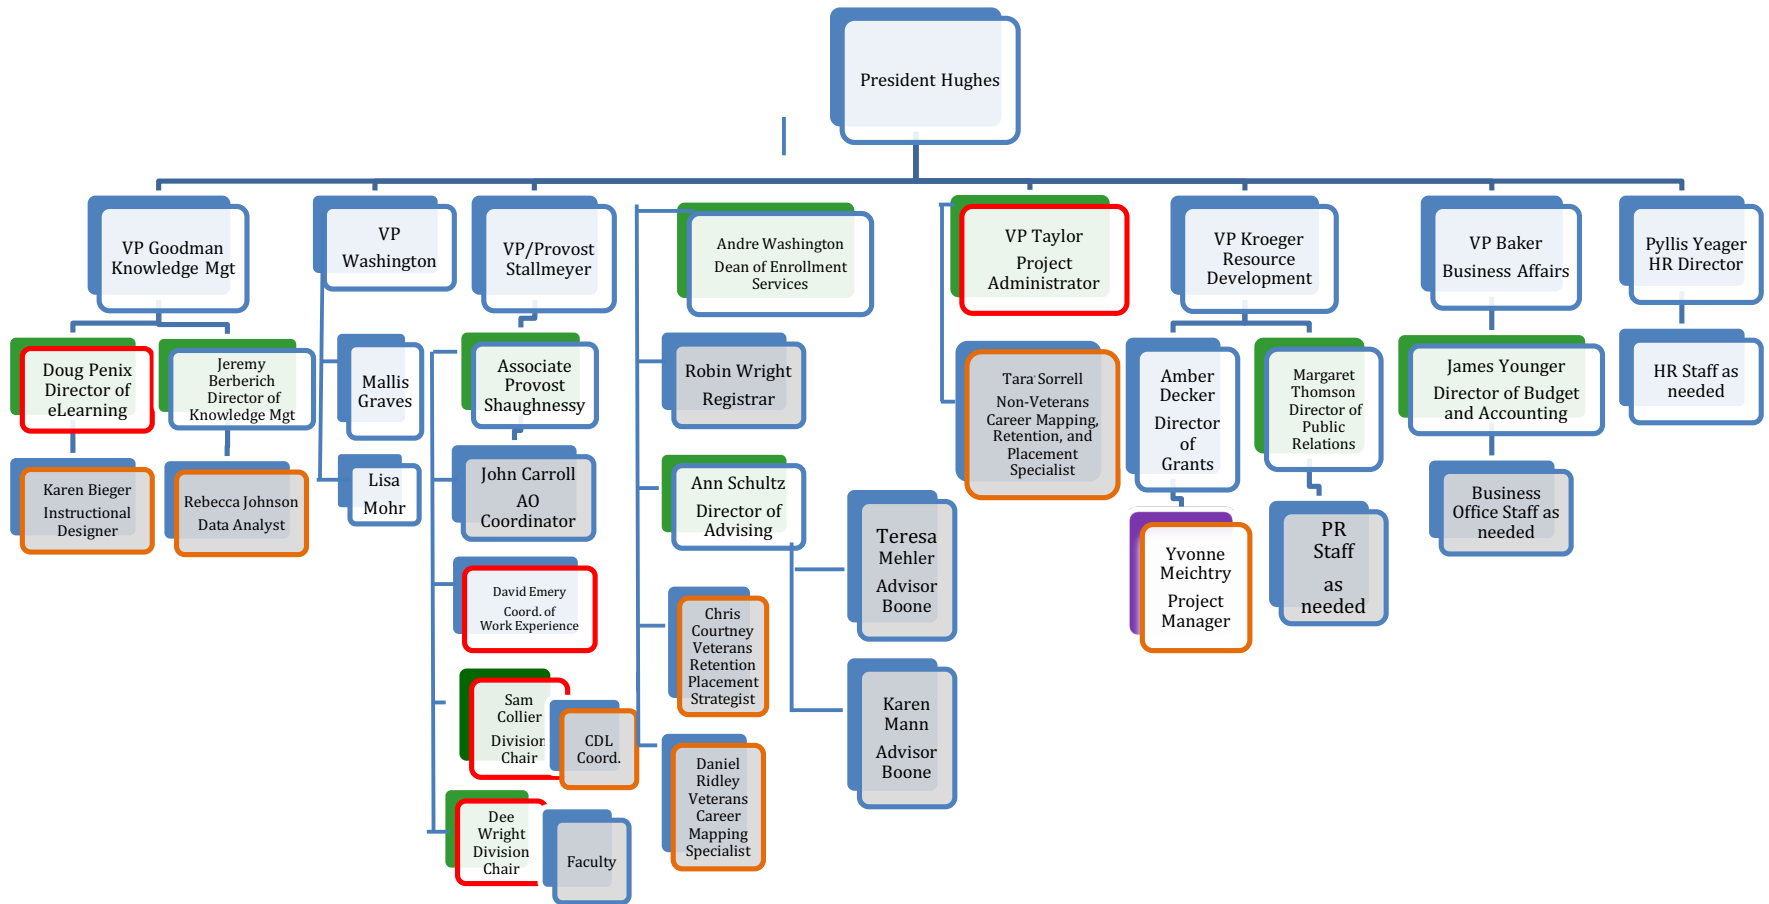 President Hughes
VP Goodman
Knowledge Mgt
VP
Washington
VP/Provost
Stallmeyer
Andre Washington
Dean of Enrollment
Services
VP Taylor
Project
Administrator
VP Kroeger
Resource
Development
VP Baker
Business Affairs
Pyllis Yeager
HR Director
Doug Penix
Director of
eLearning
Jeremy
Berberich
Director of
Knowledge Mgt
Mallis
Graves
Associate
Provost
Shaughnessy
Robin Wright
Registrar
Tara Sorrell
Non-Veterans
Career Mapping,
Retention, and
Placement
Specialist
Amber
Decker
Director
of
Grants
Margaret
Thomson
Director of
Public
Relations
James Younger
Director of Budget
and Accounting
HR Staff as
needed
Karen Bieger
Instructional
Designer
Rebecca Johnson
Data Analyst
Lisa
Mohr
John Carroll
AO
Coordinator
Ann Schultz
Director of
Advising
Teresa
Mehler
Advisor
Boone
Yvonne
Meichtry
Project
Manager
PR
Staff
as
needed
Business
Office Staff as
needed
David Emery
Coord. of
Work Experience
Chris
Courtney
Veterans
Retention
Placement
Strategist
Sam
Collier
Division
Chair
CDL
Coord.
Karen
Mann
Advisor
Boone
Daniel
Ridley
Veterans
Career
Mapping
Specialist
Dee
Wright
Division
Chair
Faculty